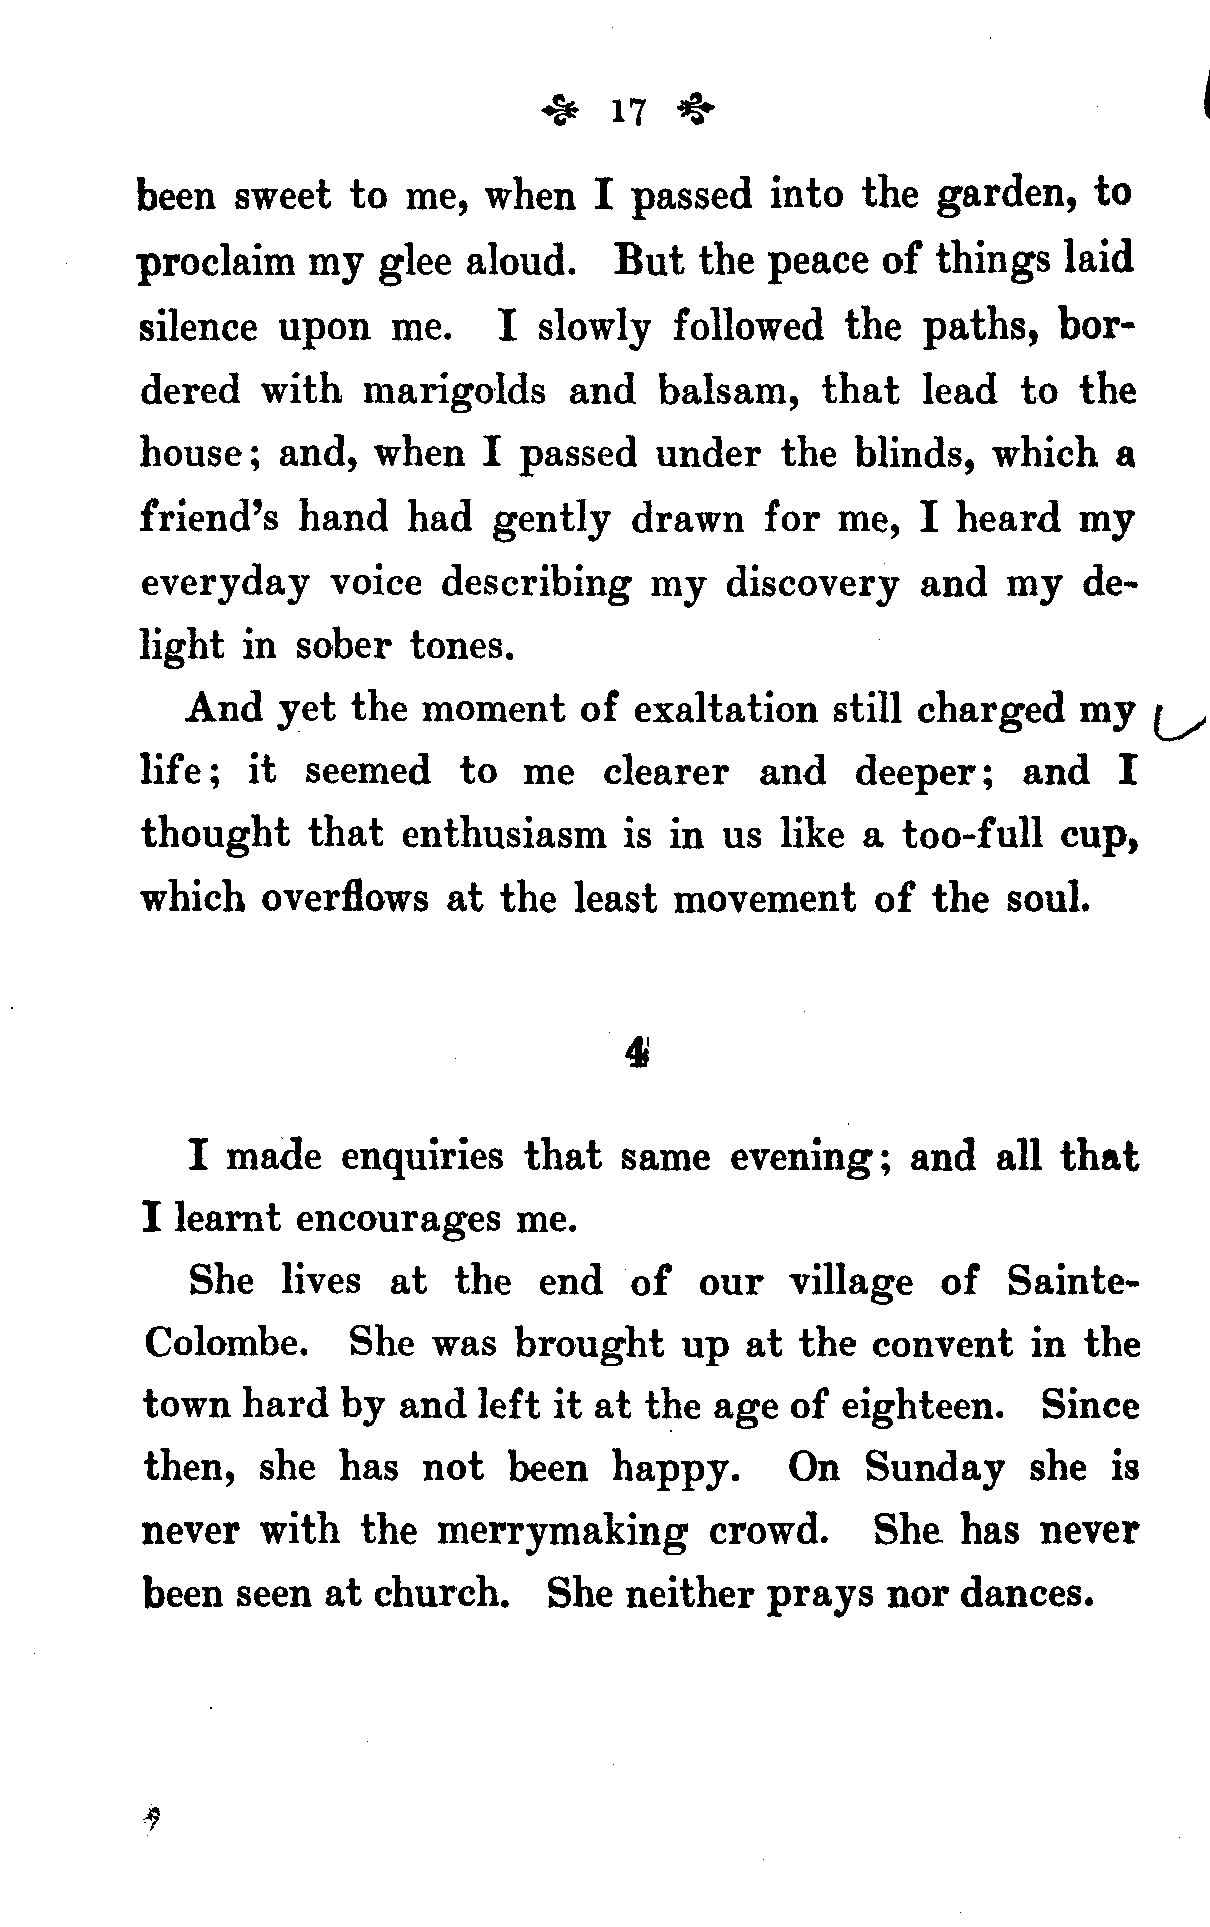 17
been sweet to me, when I passed into the garden, to
proclaim my glee aloud. But the peace of things laid
silence upon me. I slowly followed the paths, bor-
dered with marigolds and balsam, that lead to the
house; and, when I passed under the blinds, which a
friend's hand had gently drawn for me, I heard my
everyday voice describing my discovery and my de-
light in sober tones.
And yet the moment of exaltation still charged my
life; it seemed to me clearer and deeper; and I
thought that enthusiasm is in us like a too-full cup,
which overflows at the least movement of the soul.
4
I made enquiries that same evening; and all that
I learnt encourages me.
She lives at the end of our village of Sainte-
Colombe. She was brought up at the convent in the
town hard by and left it at the age of eighteen. Since
then, she has not been happy. On Sunday she is
never with the merrymaking crowd. She has never
been seen at church. She neither prays nor dances.